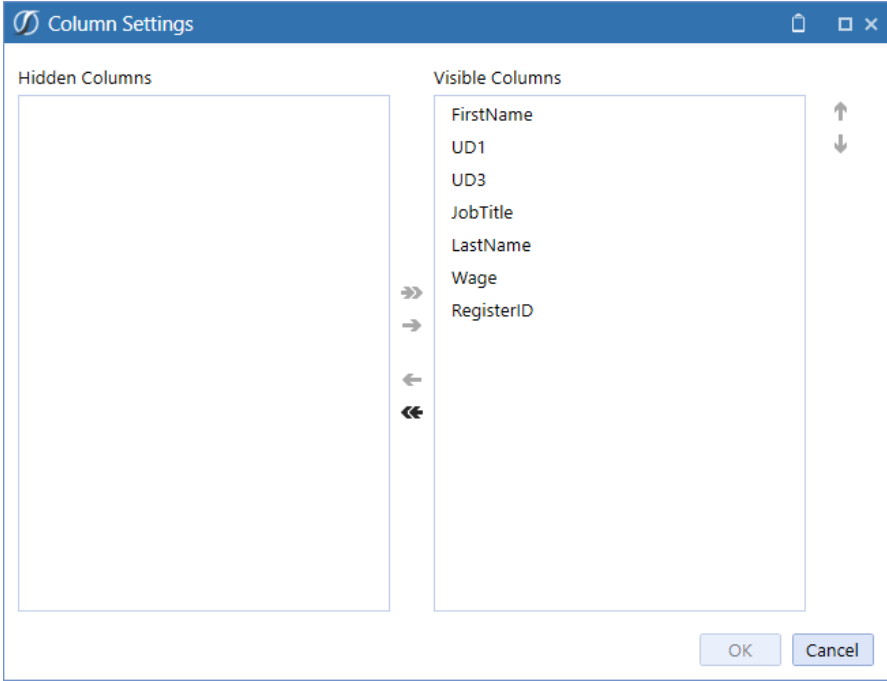 Column Settings
Hidden Columns
Visible Columns
FirstName
UD1
UD3
JobTitle
LastName
Wage
RegisterID
OK
Cancel